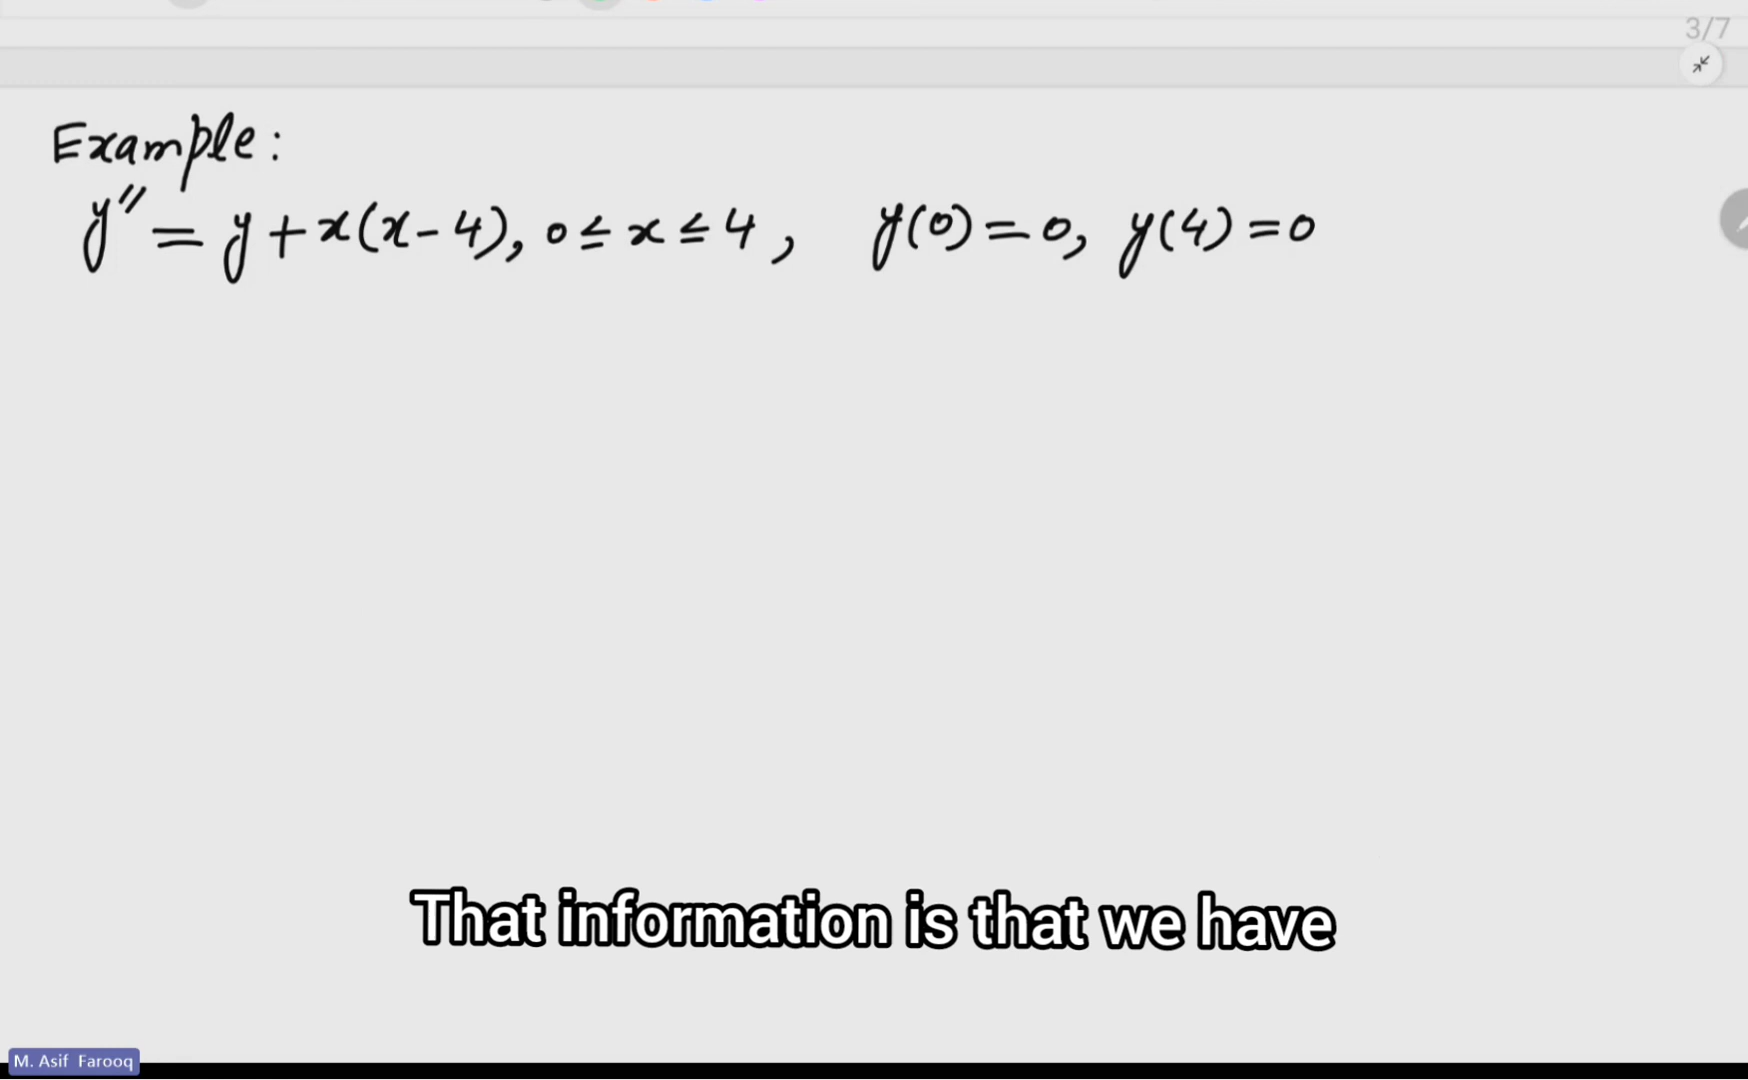 3/7
Example:
y'' = y + x(x-4), 0 ≤ x ≤ 4, y(0) = 0, y(4) = 0
That information is that we have
M. Asif Farooq